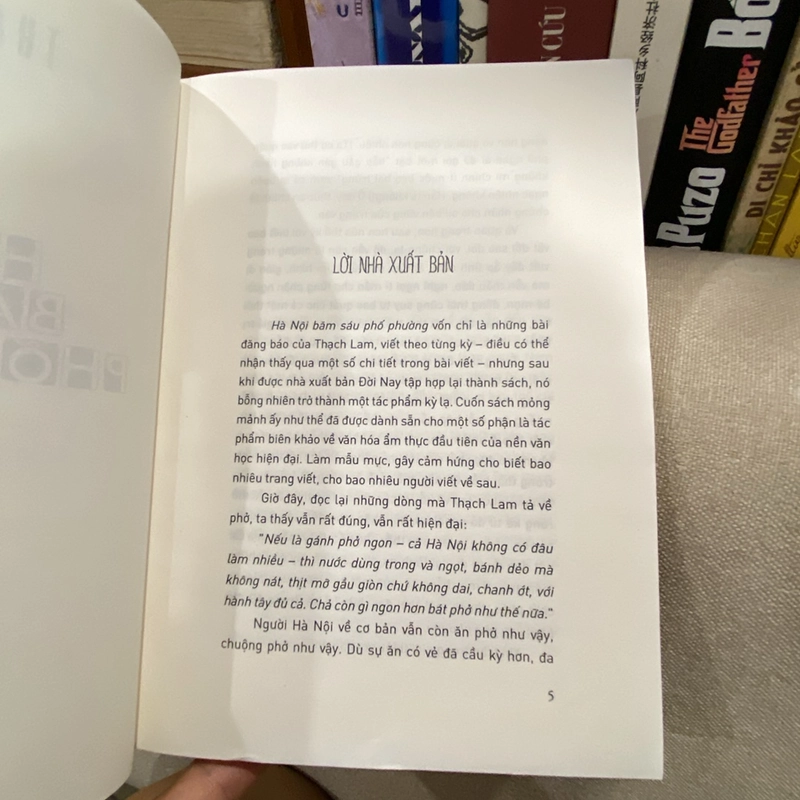 LỜI NHÀ XUẤT BẢN
Hà Nội băm sáu phố phường vốn chỉ là những bài
đăng báo của Thạch Lam, viết theo từng kỳ – điều có thể
nhận thấy qua một số chi tiết trong bài viết – nhưng sau
khi được nhà xuất bản Đời Nay tập hợp lại thành sách, nó
bỗng nhiên trở thành một tác phẩm kỳ lạ. Cuốn sách mỏng
mảnh ấy như thể đã được dành sẵn cho một số phận là tác
phẩm biên khảo về văn hóa ẩm thực đầu tiên của nền văn
học hiện đại. Làm mẫu mực, gây cảm hứng cho biết bao
nhiêu trang viết, cho bao nhiêu người viết về sau.
Giờ đây, đọc lại những dòng mà Thạch Lam tả về
phở, ta thấy vẫn rất đúng, vẫn rất hiện đại:
"Nếu là gánh phở ngon – cả Hà Nội không có đâu
làm nhiều – thì nước dùng trong và ngọt, bánh dẻo mà
không nát, thịt mỡ gầu giòn chứ không dai, chanh ớt, với
hành tây đủ cả. Chả còn gì ngon hơn bát phở như thế nữa."
Người Hà Nội về cơ bản vẫn còn ăn phở như vậy,
chuộng phở như vậy. Dù sự ăn có vẻ đã cầu kỳ hơn, đa
5
NAY
CỨU
Puzo
The
Godfather
DI CHỈ KHẢO